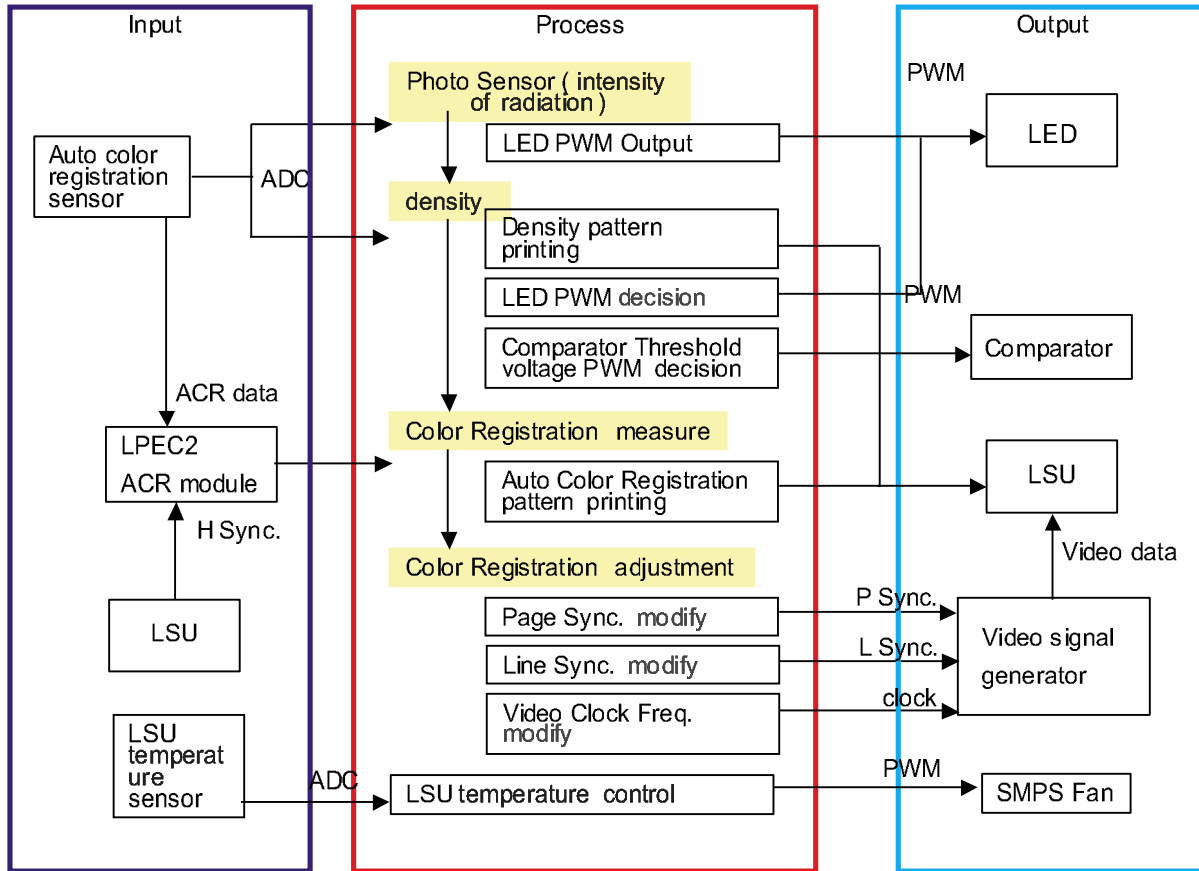 Input
Process
Output
Auto color
registration
sensor
ADC
ACR data
LPEC2
ACR module
H Sync.
LSU
LSU
temperat
ure
sensor
ADC
Photo Sensor ( intensity
of radiation )
LED PWM Output
density
Density pattern
printing
LED PWM decision
Comparator Threshold
voltage PWM decision
Color Registration measure
Auto Color Registration
pattern printing
Color Registration adjustment
Page Sync. modify
Line Sync. modify
Video Clock Freq.
modify
LSU temperature control
PWM
LED
PWM
Comparator
LSU
Video data
P Sync.
L Sync.
clock
Video signal
generator
PWM
SMPS Fan